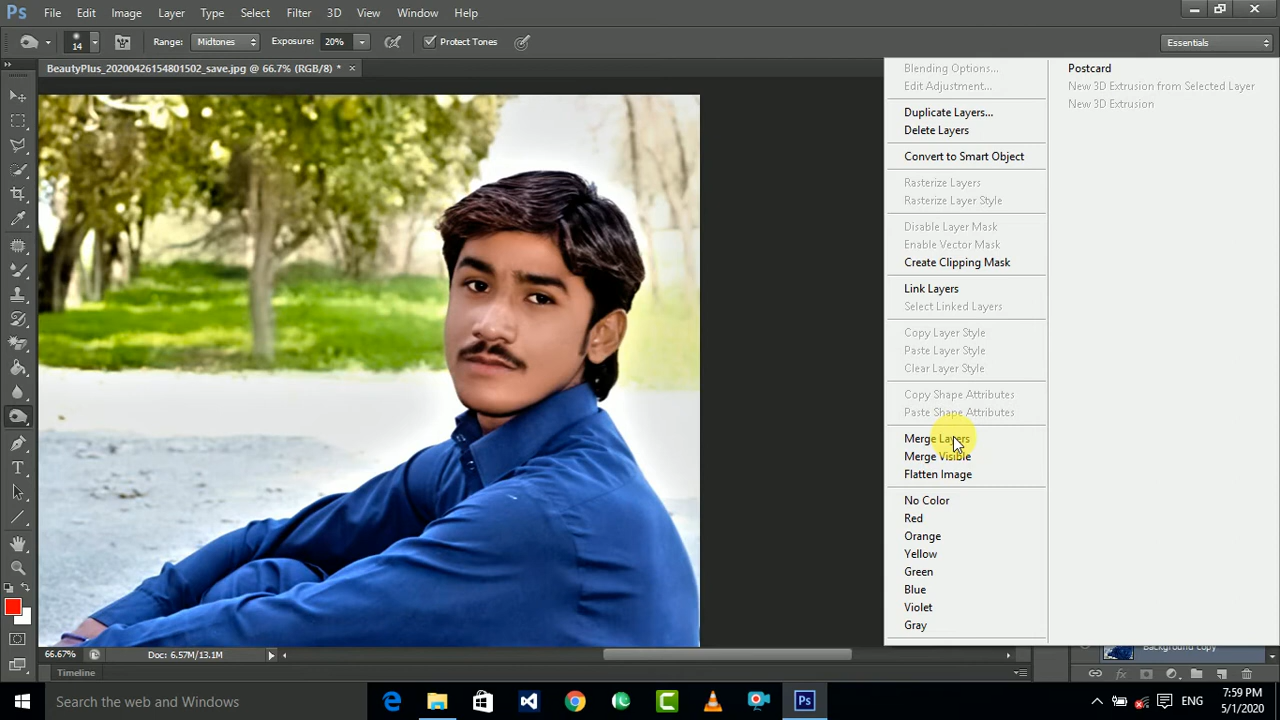 Ps File Edit Image Layer Type Select Filter 3D View Window Help
14 Range: Midtones Exposure: 20% Protect Tones Essentials
BeautyPlus_20200426154801502_save.jpg @ 66.7% (RGB/8) *
Blending Options...
Edit Adjustment...
Duplicate Layers...
Delete Layers
Convert to Smart Object
Rasterize Layers
Rasterize Layer Style
Disable Layer Mask
Enable Vector Mask
Create Clipping Mask
Link Layers
Select Linked Layers
Copy Layer Style
Paste Layer Style
Clear Layer Style
Copy Shape Attributes
Paste Shape Attributes
Merge Layers
Merge Visible
Flatten Image
No Color
Red
Orange
Yellow
Green
Blue
Violet
Gray
Postcard
New 3D Extrusion from Selected Layer
New 3D Extrusion
Background copy
66.67% Doc: 6.57M/13.1M
Timeline
fx
Search the web and Windows
Ps
ENG
7:59 PM
5/1/2020